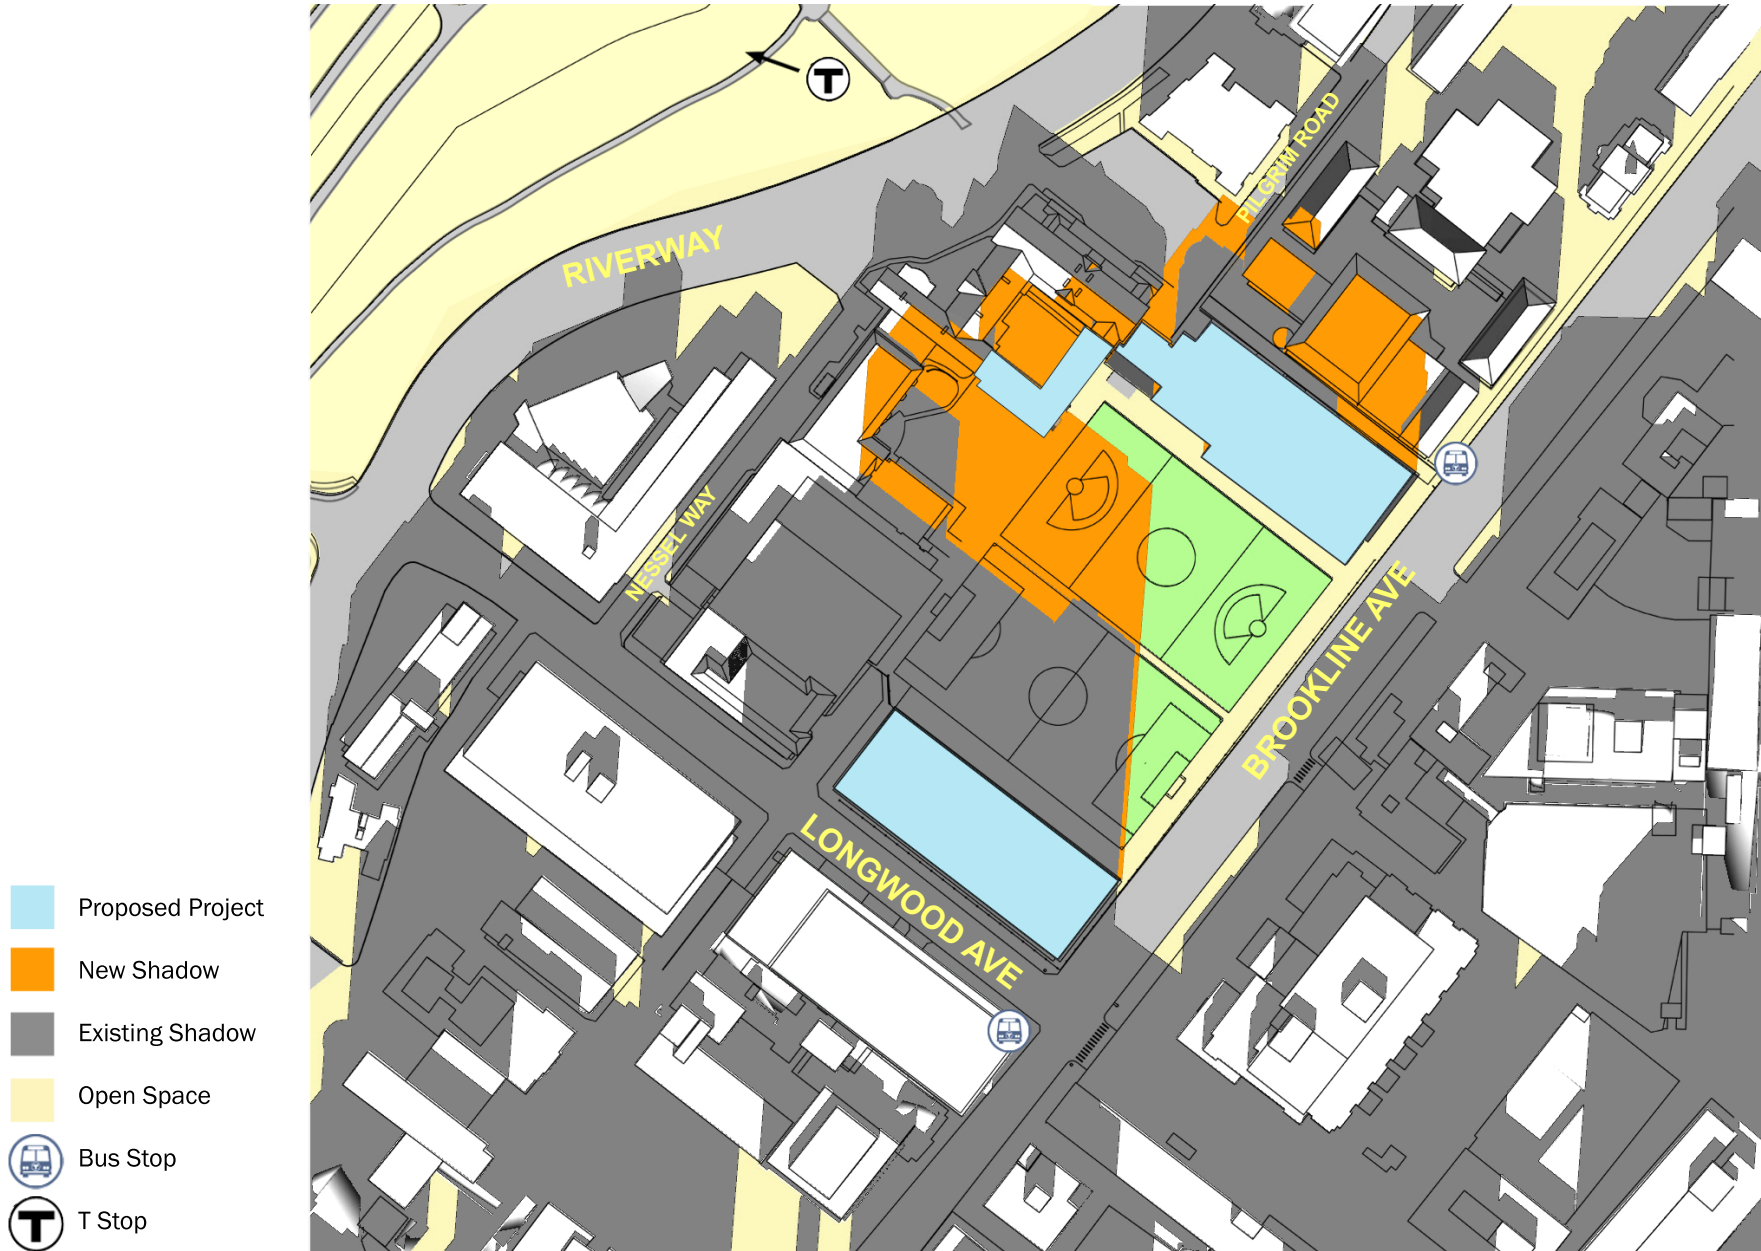 T
PILGRIM ROAD
RIVERWAY
NESSEL WAY
BROOKLINE AVE
LONGWOOD AVE
Proposed Project
New Shadow
Existing Shadow
Open Space
Bus Stop
T T Stop